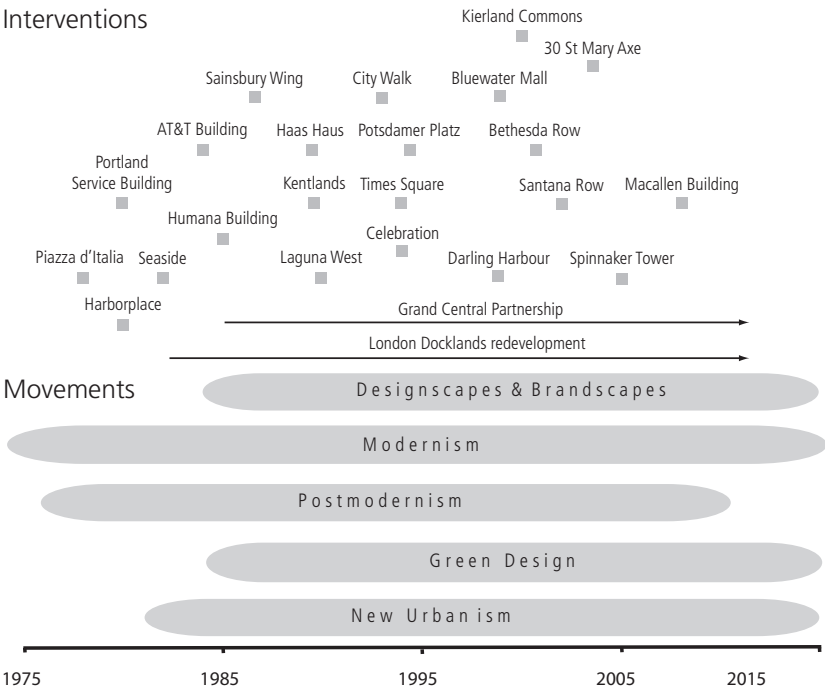 Interventions
Kierland Commons
30 St Mary Axe
Sainsbury Wing
City Walk
Bluewater Mall
AT&T Building
Haas Haus
Potsdamer Platz
Bethesda Row
Portland
Service Building
Kentlands
Times Square
Santana Row
Macallen Building
Humana Building
Celebration
Piazza d'Italia
Seaside
Laguna West
Darling Harbour
Spinnaker Tower
Harborplace
Grand Central Partnership
London Docklands redevelopment
Movements
Designscapes & Brandscapes
Modernism
Postmodernism
Green Design
New Urbanism
1975 1985 1995 2005 2015